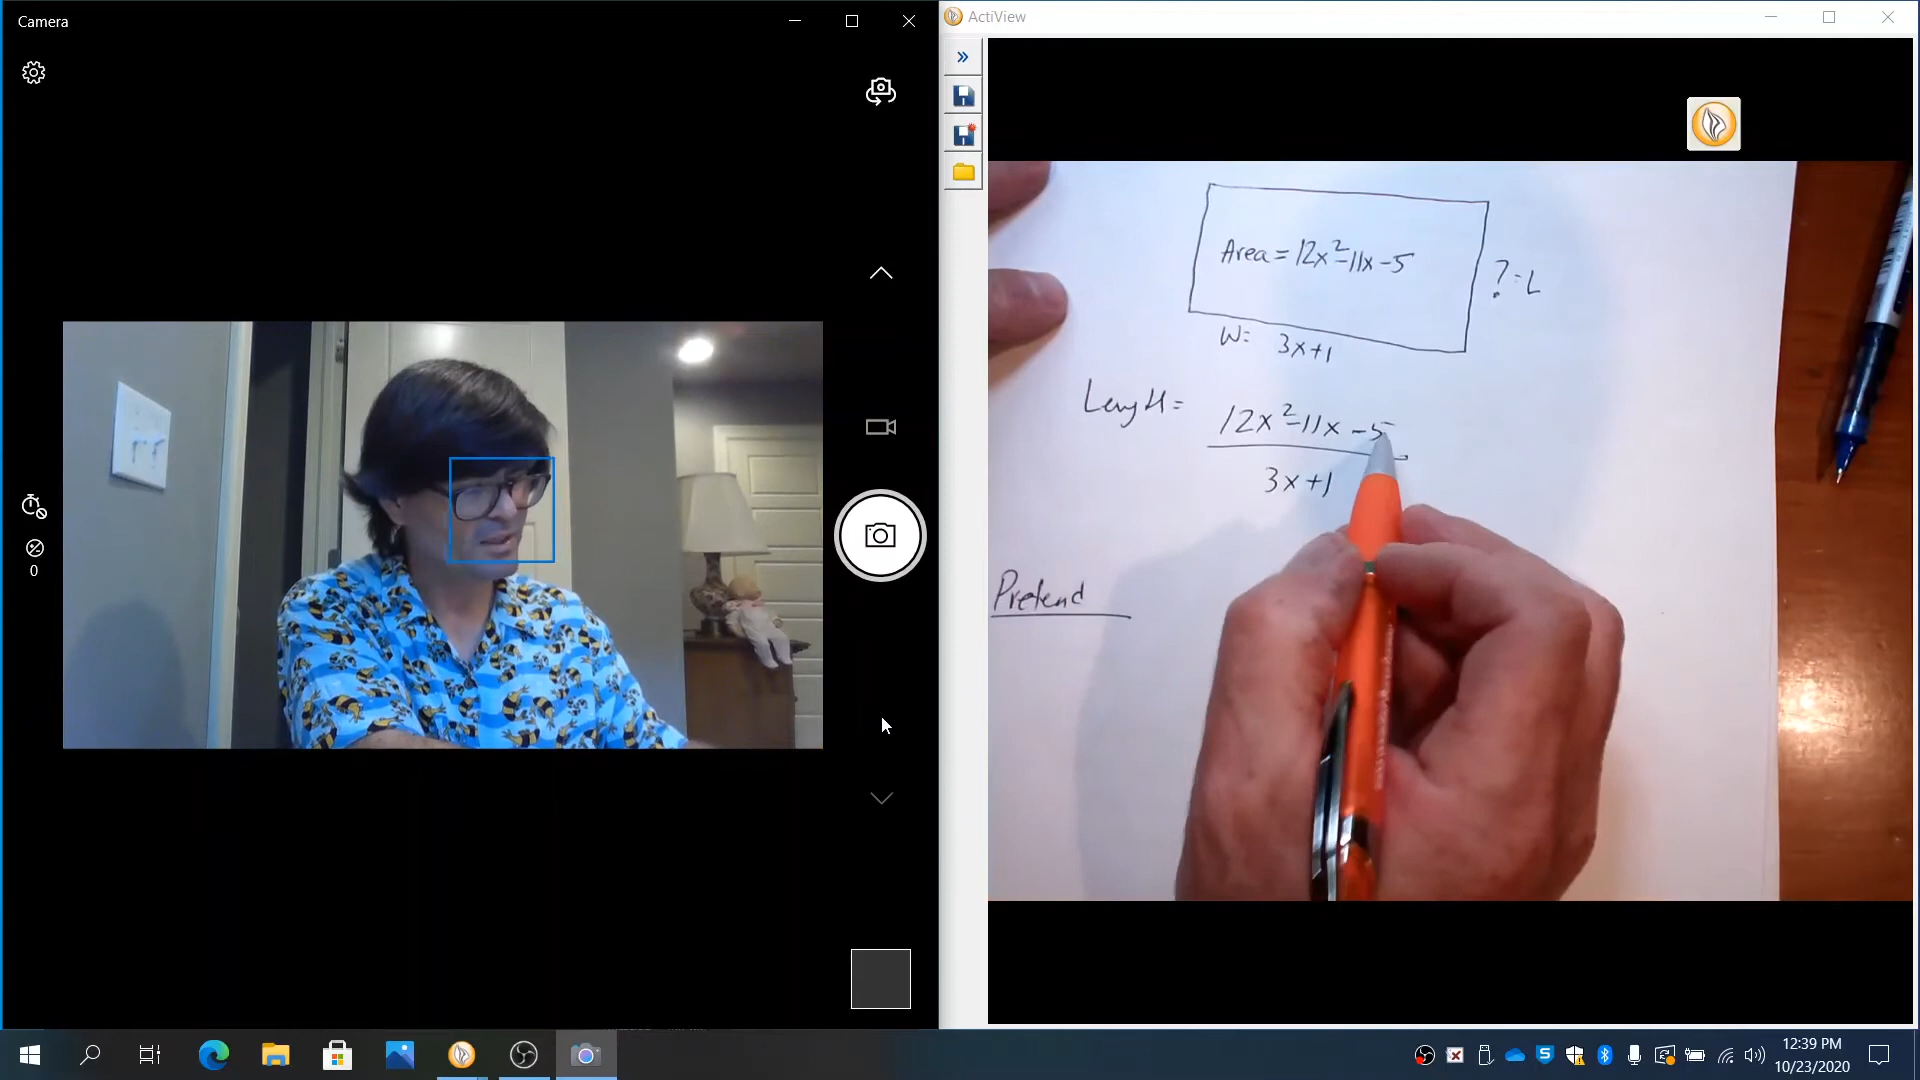 Camera
ActiView
0
Area = 12x²-11x-5
? = L
W= 3x+1
Length = 12x²-11x-5
3x+1
Pretend
12:39 PM
10/23/2020